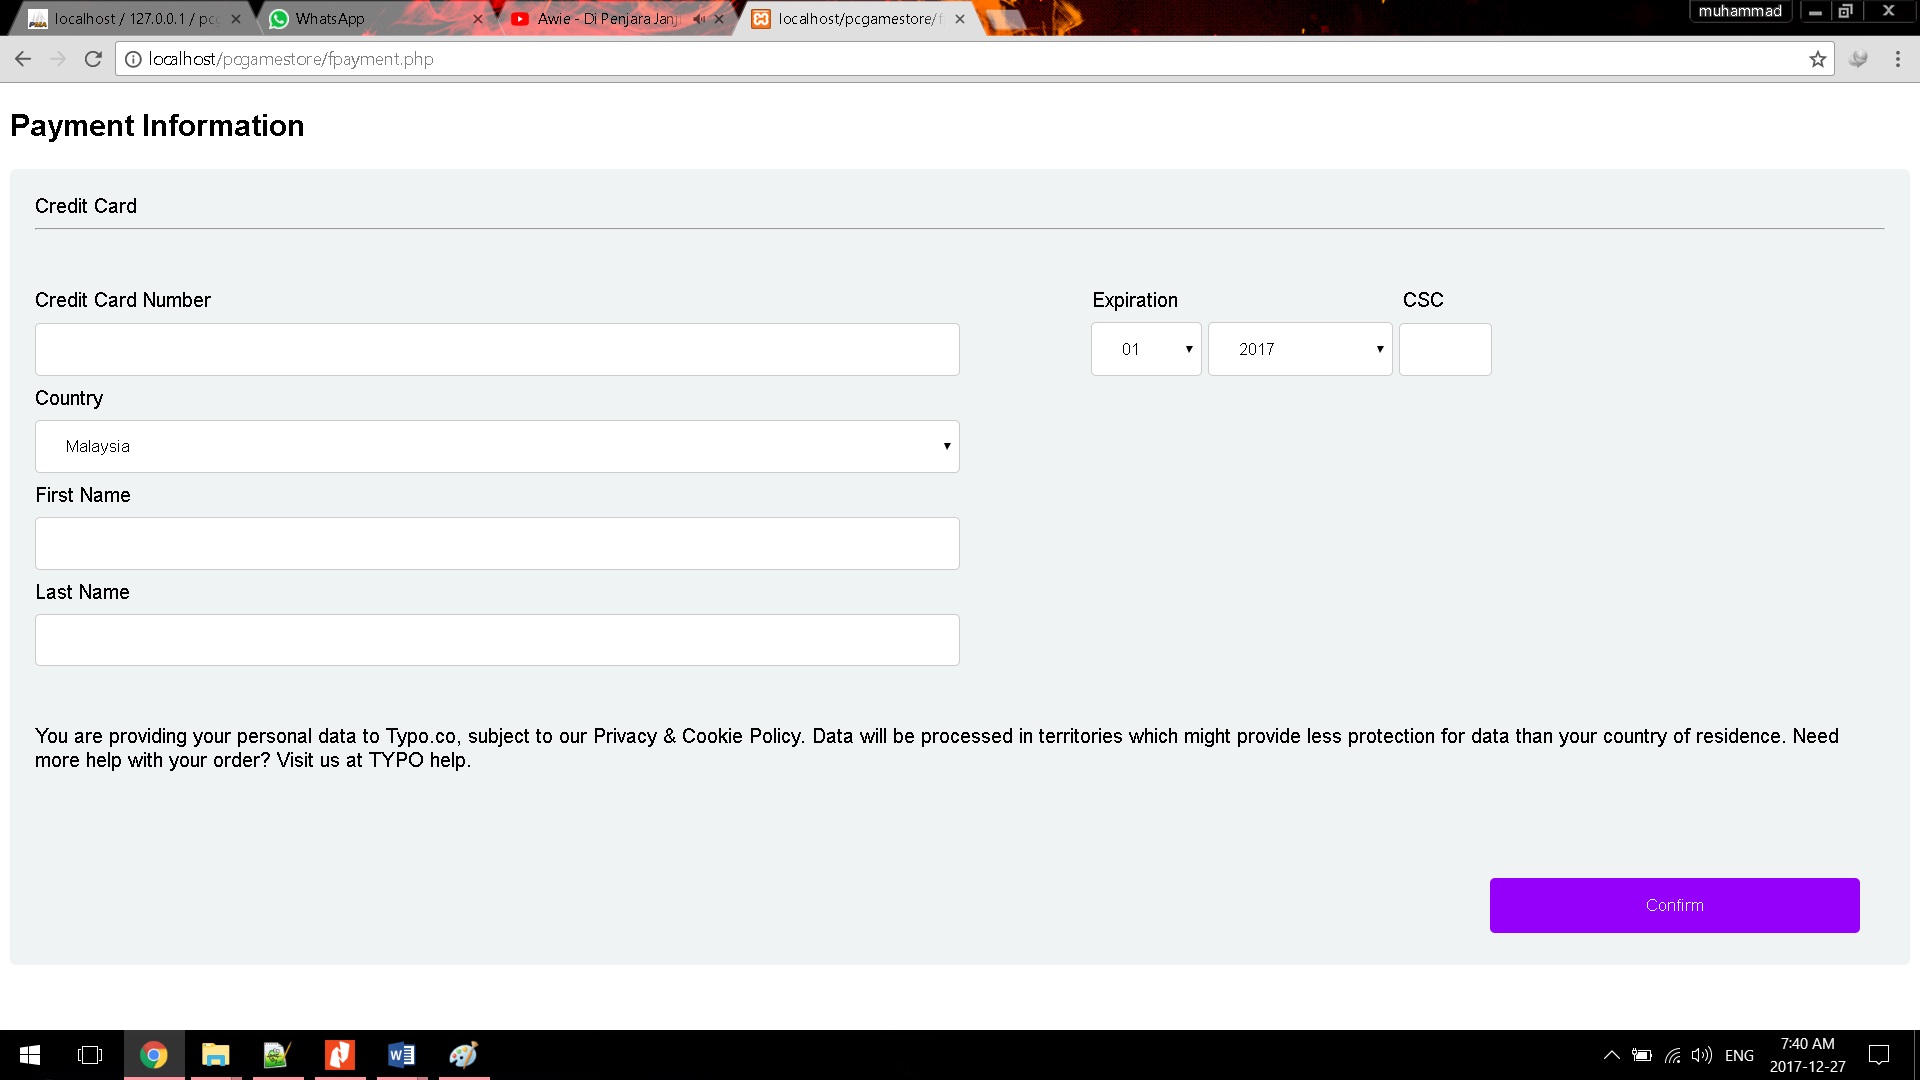 localhost / 127.0.0.1 / pcg
WhatsApp
Awie - Di Penjara Janj
localhost/pcgamestore/f
muhammad
localhost/pcgamestore/fpayment.php
Payment Information
Credit Card
Credit Card Number
Expiration
CSC
01
2017
Country
Malaysia
First Name
Last Name
You are providing your personal data to Typo.co, subject to our Privacy & Cookie Policy. Data will be processed in territories which might provide less protection for data than your country of residence. Need
more help with your order? Visit us at TYPO help.
Confirm
ENG
7:40 AM
2017-12-27